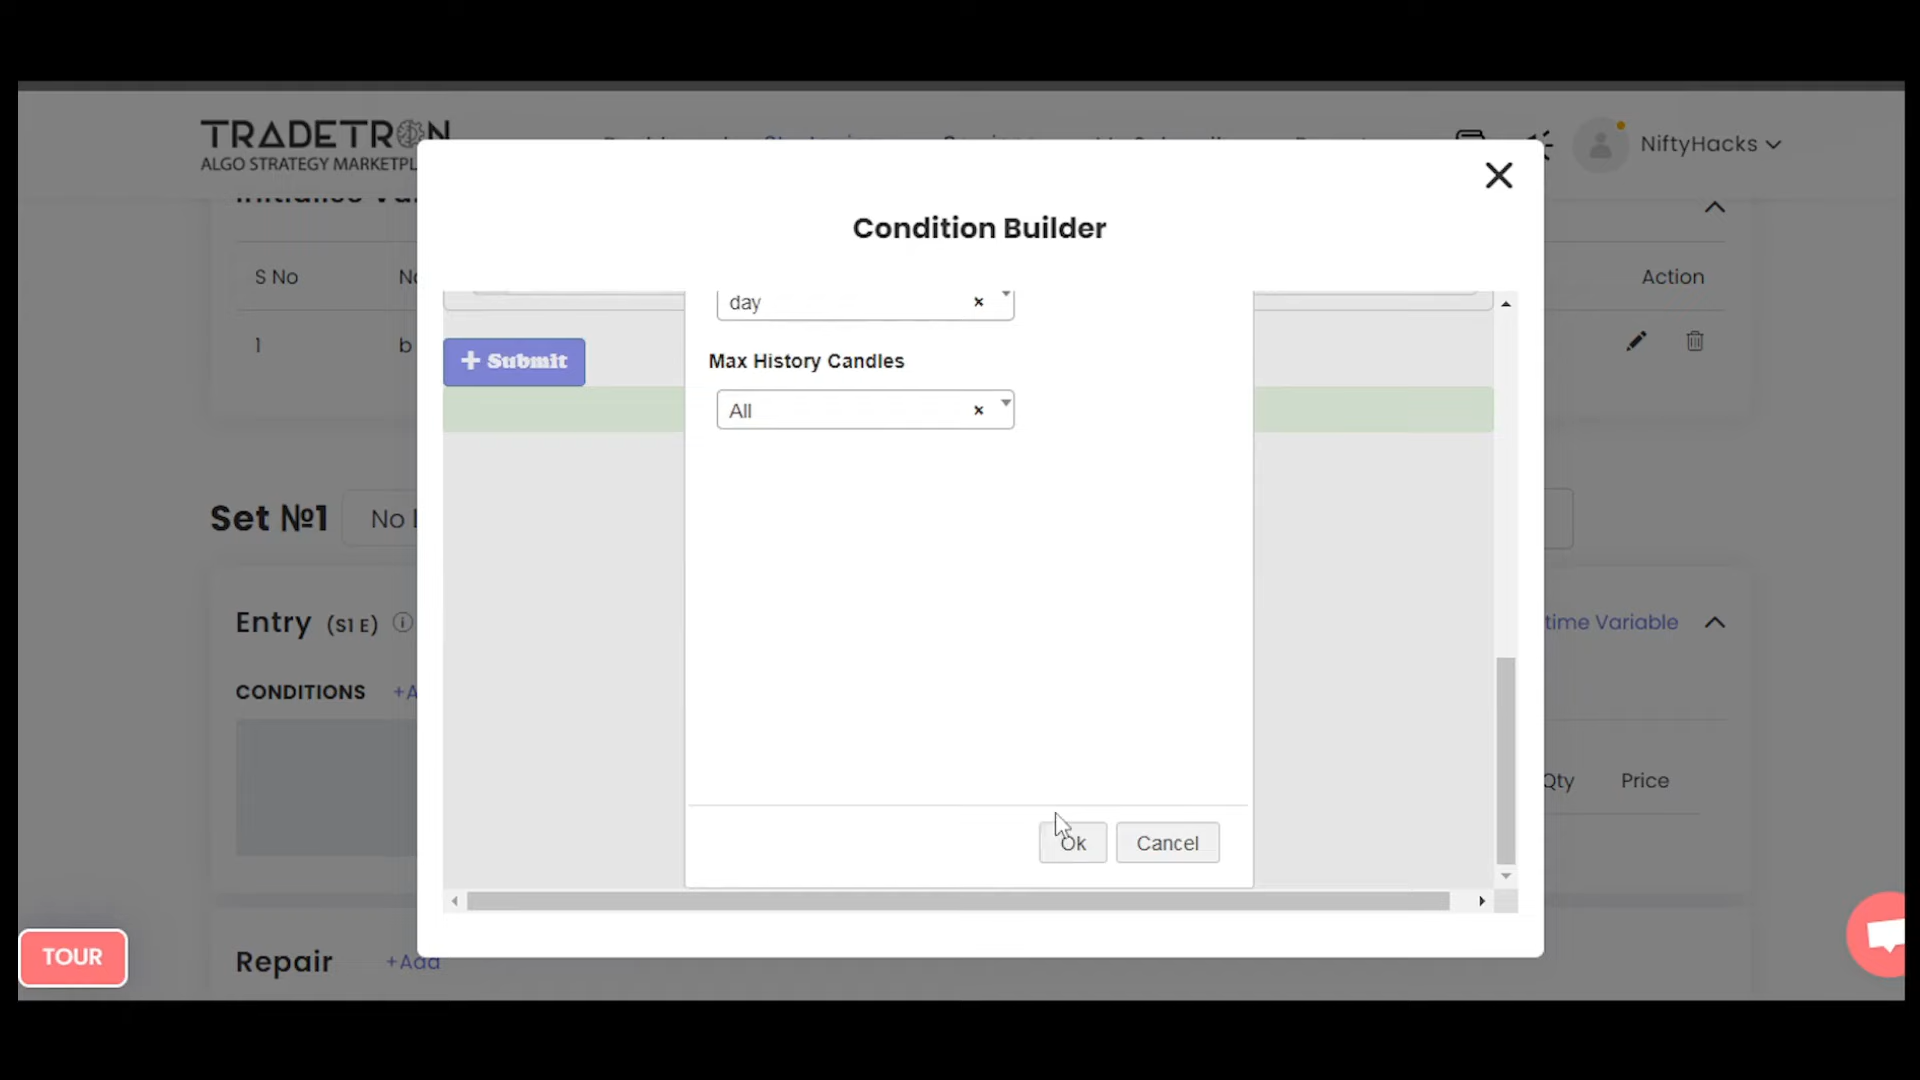 TRADETRON
ALGO STRATEGY MARKETPL
NiftyHacks
Condition Builder
S No
Action
day
Max History Candles
+ Submit
1
b
All
Set №1
No
Entry (S1 E)
time Variable
CONDITIONS
+A
Qty
Price
Ok
Cancel
TOUR
Repair
+Add